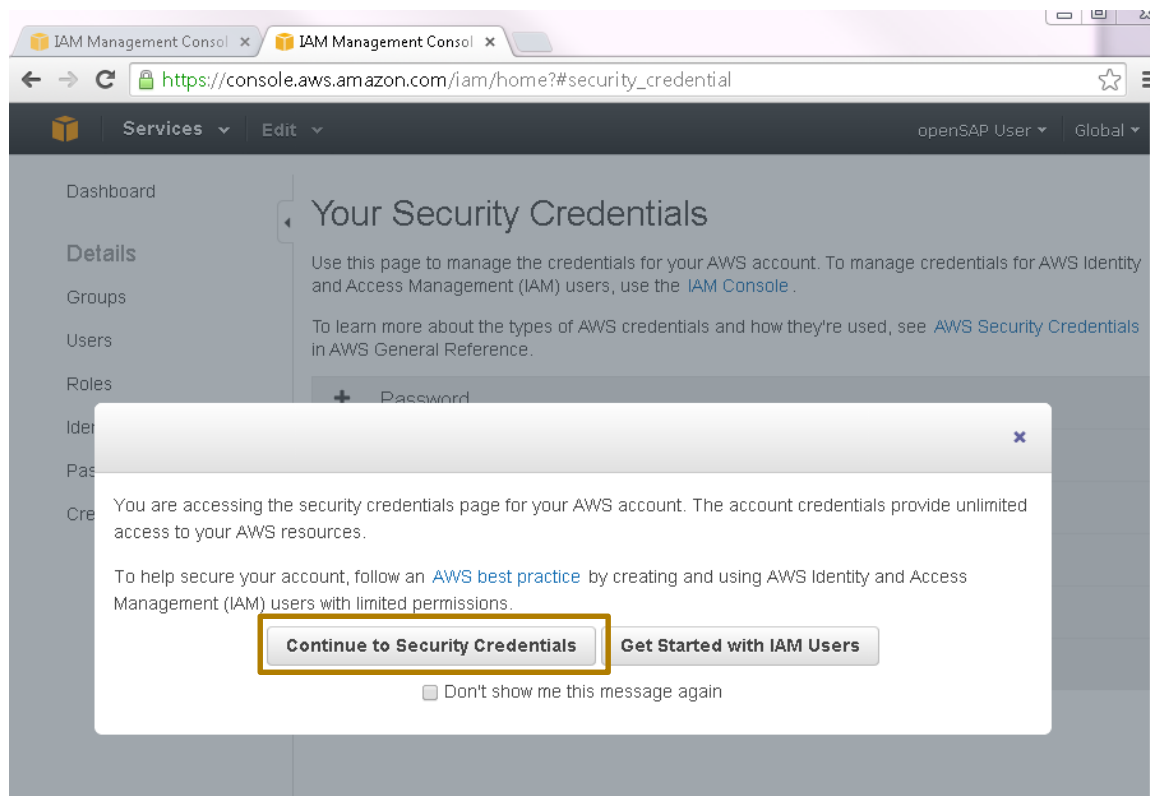 IAM Management Consol
IAM Management Consol
https://console.aws.amazon.com/iam/home?#security_credential
Services
Edit
openSAP User
Global
Dashboard
Details
Groups
Users
Roles
Your Security Credentials
Use this page to manage the credentials for your AWS account. To manage credentials for AWS Identity
and Access Management (IAM) users, use the IAM Console .
To learn more about the types of AWS credentials and how they're used, see AWS Security Credentials
in AWS General Reference.
Password
Iden
Pas
Cre
You are accessing the security credentials page for your AWS account. The account credentials provide unlimited
access to your AWS resources.
To help secure your account, follow an AWS best practice by creating and using AWS Identity and Access
Management (IAM) users with limited permissions.
Continue to Security Credentials
Get Started with IAM Users
Don't show me this message again